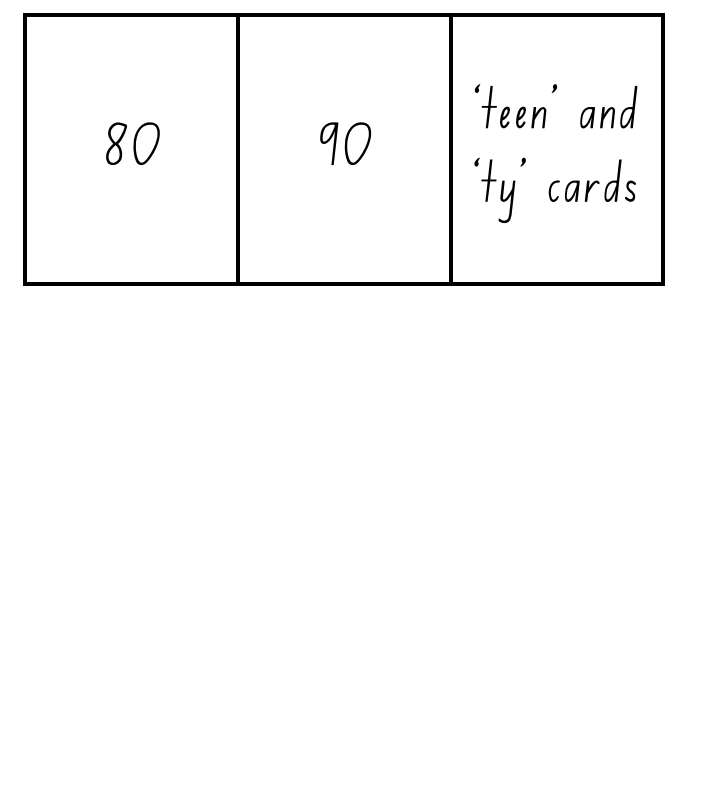 80
90
‘teen’ and
‘ty’ cards